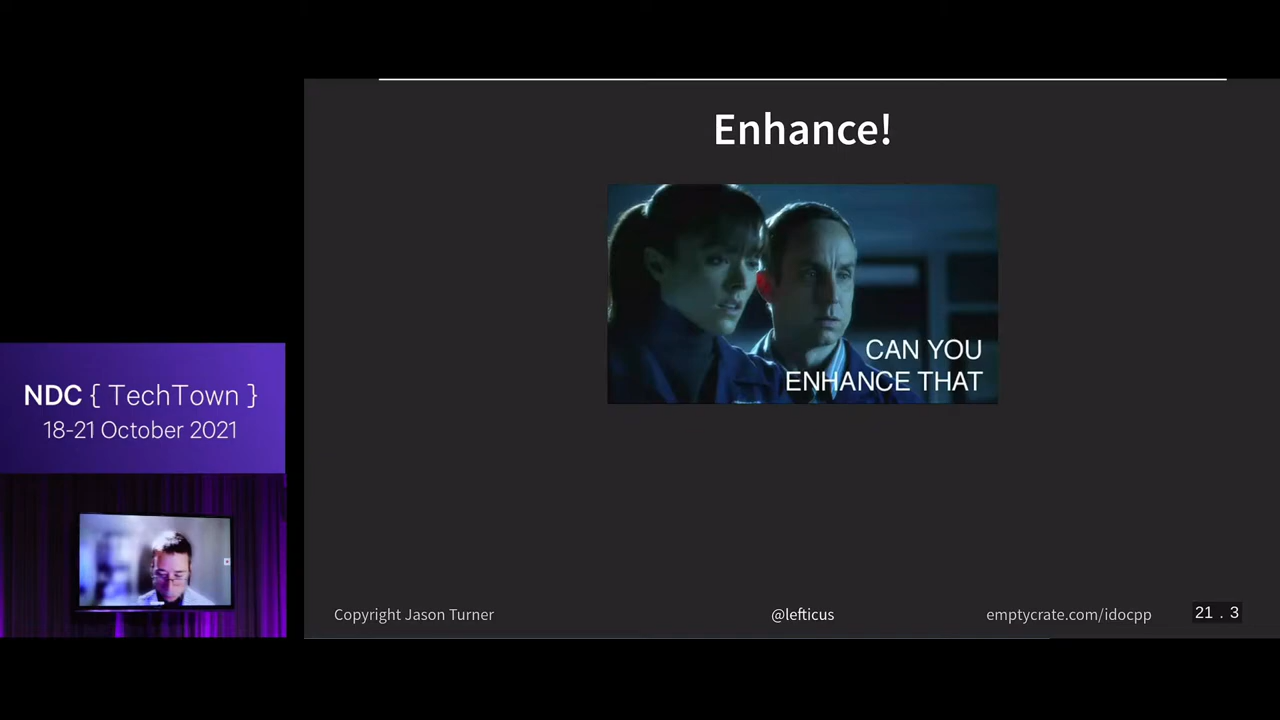 Enhance!
CAN YOU
ENHANCE THAT
NDC { TechTown }
18-21 October 2021
Copyright Jason Turner
@lefticus
emptycrate.com/idocpp
21 . 3